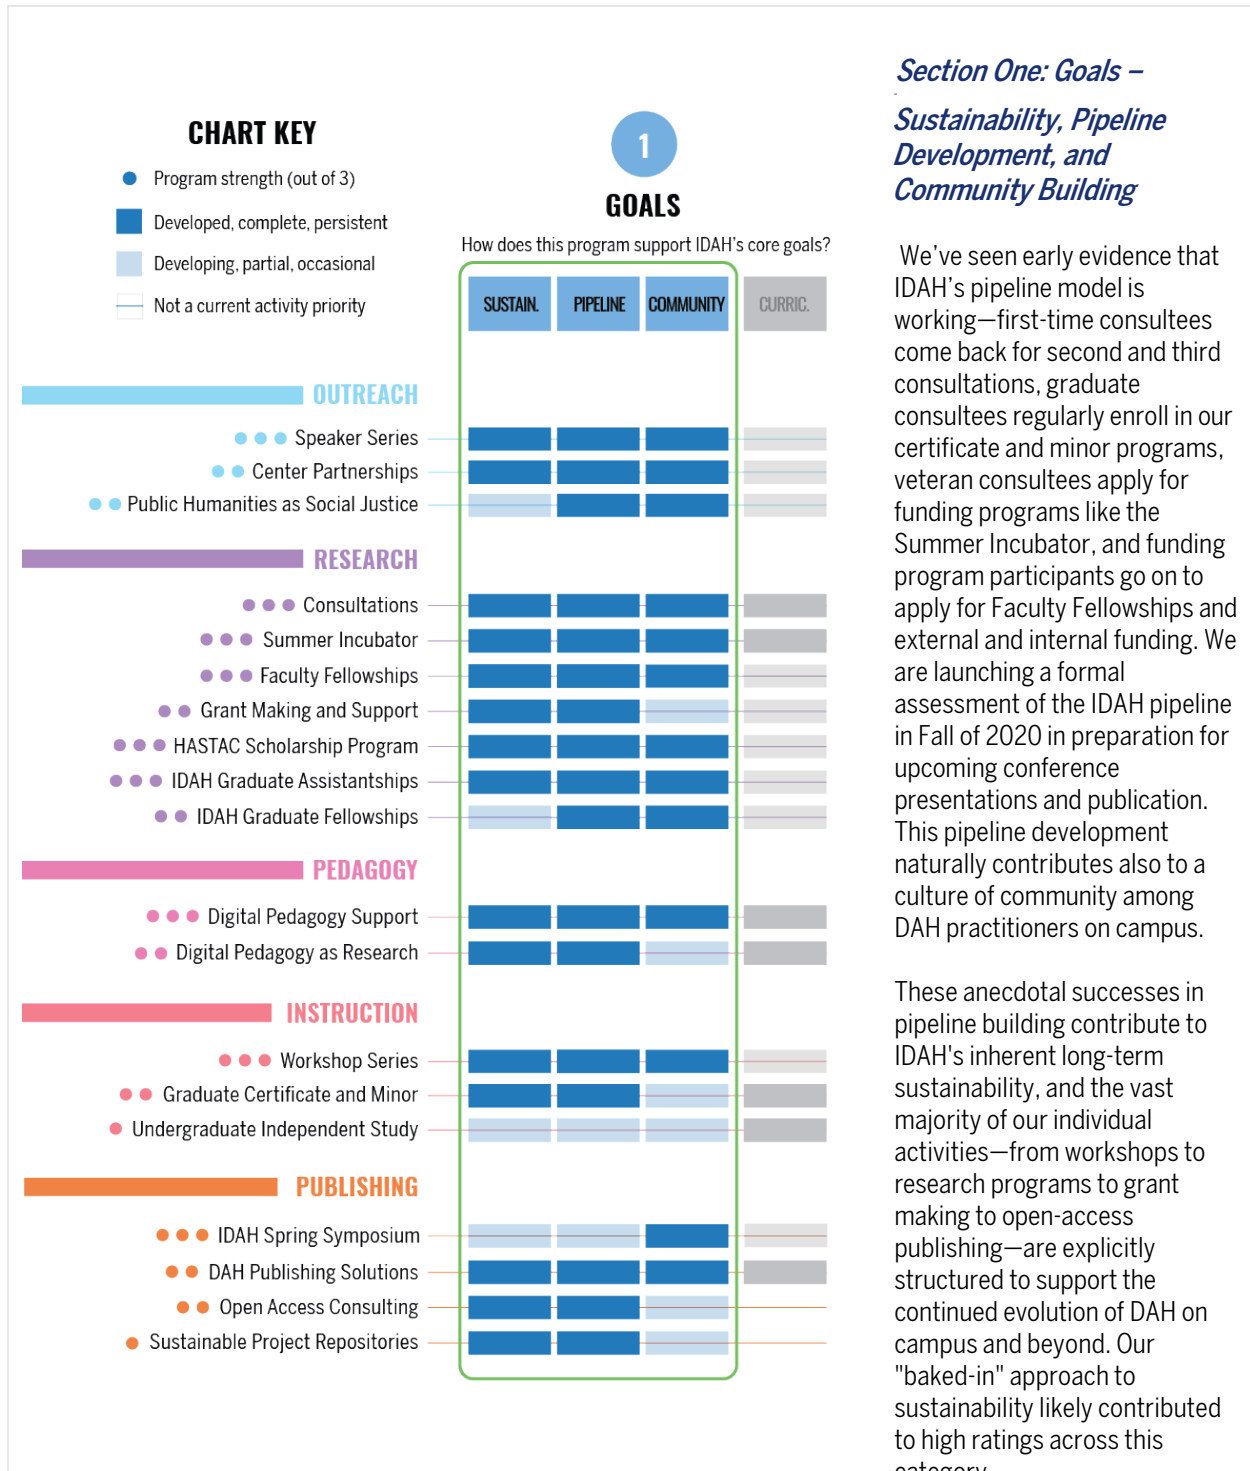 CHART KEY
Program strength (out of 3)
Developed, complete, persistent
Developing, partial, occasional
Not a current activity priority
1
GOALS
How does this program support IDAH's core goals?
SUSTAIN. PIPELINE COMMUNITY CURRIC.
OUTREACH
Speaker Series
Center Partnerships
Public Humanities as Social Justice
RESEARCH
Consultations
Summer Incubator
Faculty Fellowships
Grant Making and Support
HASTAC Scholarship Program
IDAH Graduate Assistantships
IDAH Graduate Fellowships
PEDAGOGY
Digital Pedagogy Support
Digital Pedagogy as Research
INSTRUCTION
Workshop Series
Graduate Certificate and Minor
Undergraduate Independent Study
PUBLISHING
IDAH Spring Symposium
DAH Publishing Solutions
Open Access Consulting
Sustainable Project Repositories
Section One: Goals –
Sustainability, Pipeline
Development, and
Community Building
We've seen early evidence that
IDAH's pipeline model is
working—first-time consultees
come back for second and third
consultations, graduate
consultees regularly enroll in our
certificate and minor programs,
veteran consultees apply for
funding programs like the
Summer Incubator, and funding
program participants go on to
apply for Faculty Fellowships and
external and internal funding. We
are launching a formal
assessment of the IDAH pipeline
in Fall of 2020 in preparation for
upcoming conference
presentations and publication.
This pipeline development
naturally contributes also to a
culture of community among
DAH practitioners on campus.
These anecdotal successes in
pipeline building contribute to
IDAH's inherent long-term
sustainability, and the vast
majority of our individual
activities—from workshops to
research programs to grant
making to open-access
publishing—are explicitly
structured to support the
continued evolution of DAH on
campus and beyond. Our
"baked-in" approach to
sustainability likely contributed
to high ratings across this
category